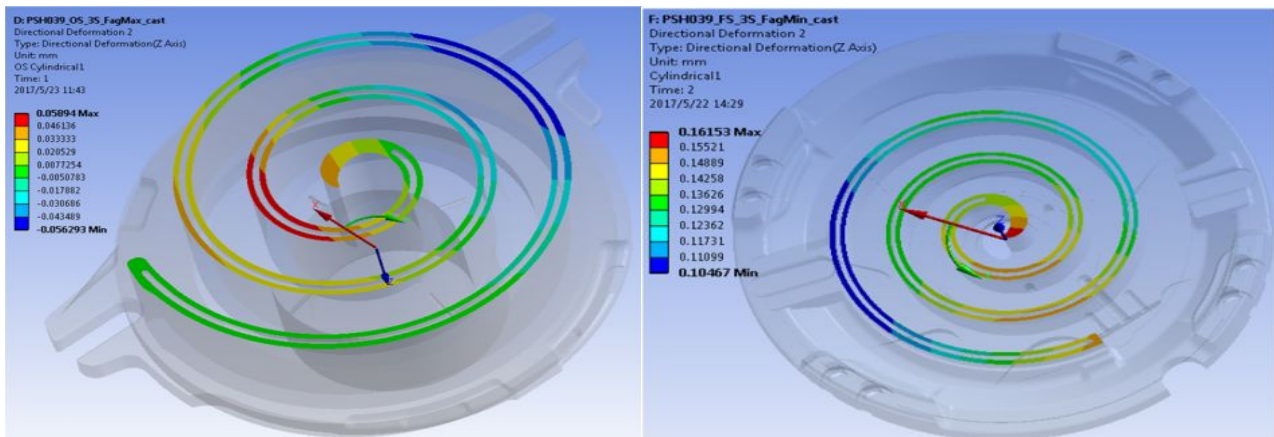 D: PSH039_OS_3S_FagMax_cast
Directional Deformation 2
Type: Directional Deformation(Z Axis)
Unit: mm
OS Cylindrical1
Time: 1
2017/5/23 11:43
0.05894 Max
0.046136
0.033333
0.020529
0.0077254
-0.0050783
-0.017882
-0.030686
-0.043489
-0.056293 Min
F: PSH039_FS_3S_FagMin_cast
Directional Deformation 2
Type: Directional Deformation(Z Axis)
Unit: mm
Cylindrical1
Time: 2
2017/5/22 14:29
0.16153 Max
0.15521
0.14889
0.14258
0.13626
0.12994
0.12362
0.11731
0.11099
0.10467 Min
Z